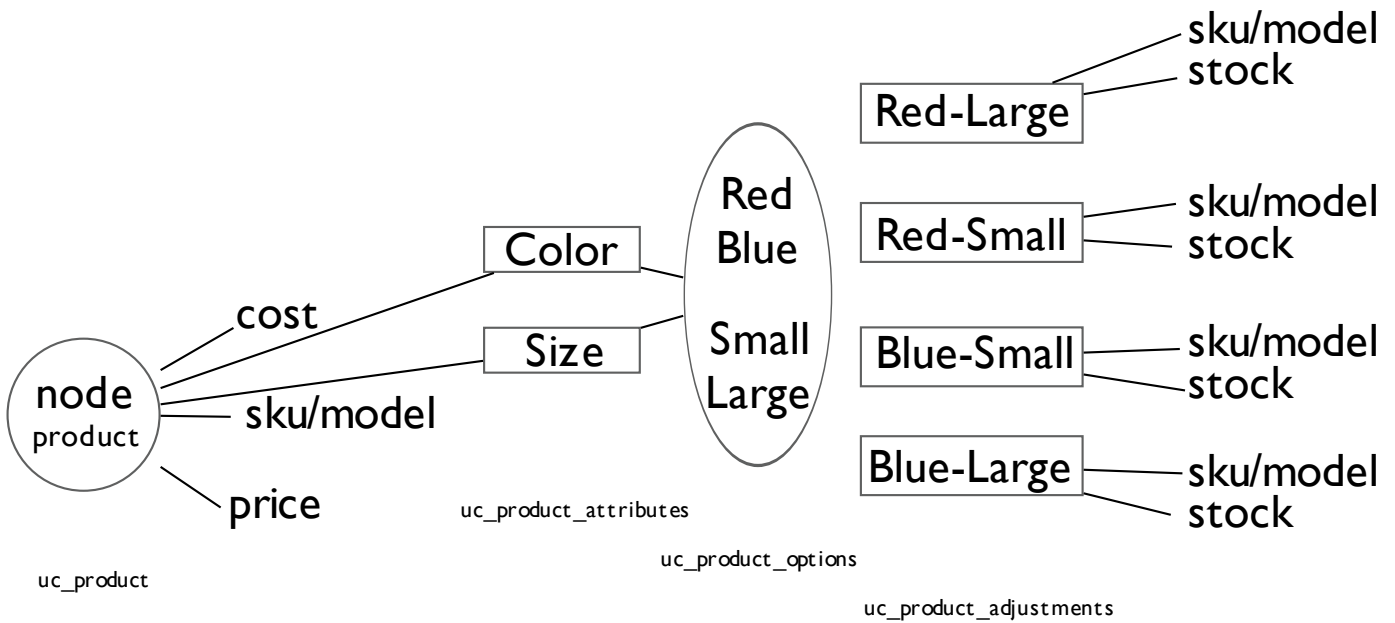 node
product
cost
sku/model
price
uc_product
Color
Size
uc_product_attributes
Red
Blue
Small
Large
uc_product_options
Red-Large
sku/model
stock
Red-Small
sku/model
stock
Blue-Small
sku/model
stock
Blue-Large
sku/model
stock
uc_product_adjustments